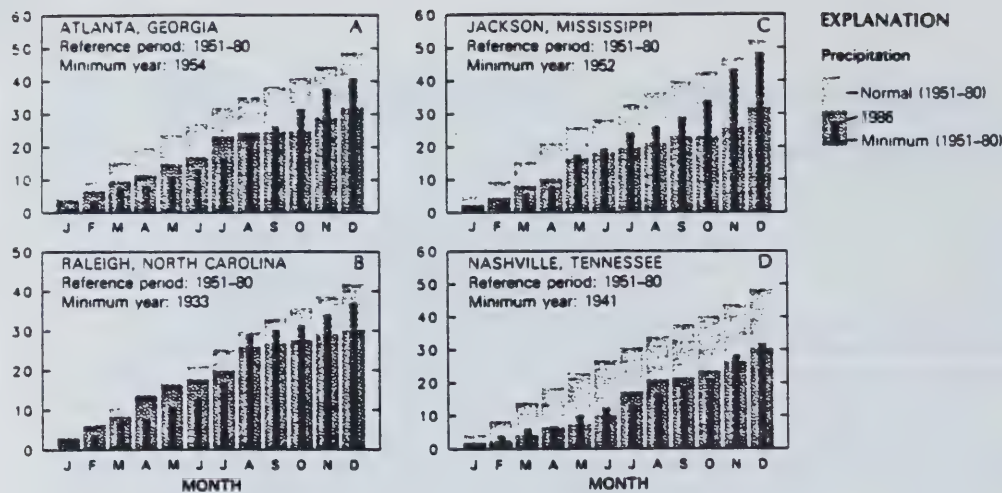 ATLANTA, GEORGIA
A
Reference period: 1951-80
Minimum year: 1954
60
50
40
30
20
10
0
J F M A M J J A S O N D
JACKSON, MISSISSIPPI
C
Reference period: 1951-80
Minimum year: 1952
60
50
40
30
20
10
0
J F M A M J J A S O N D
EXPLANATION
Precipitation
Normal (1951-80)
1986
Minimum (1951-80)
RALEIGH, NORTH CAROLINA
B
Reference period: 1951-80
Minimum year: 1933
50
40
30
20
10
0
J F M A M J J A S O N D
MONTH
NASHVILLE, TENNESSEE
D
Reference period: 1951-80
Minimum year: 1941
60
50
40
30
20
10
0
J F M A M J J A S O N D
MONTH